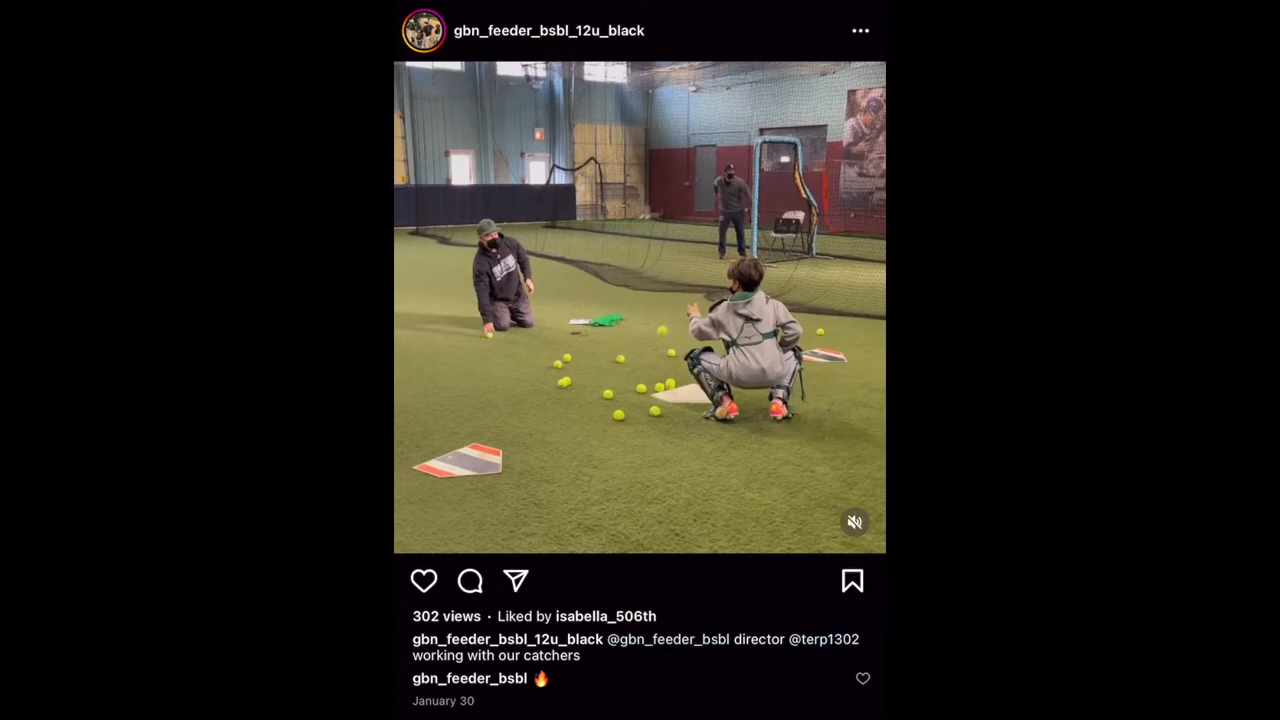 gbn_feeder_bsbl_12u_black
302 views · Liked by isabella_506th
gbn_feeder_bsbl_12u_black @gbn_feeder_bsbl director @terp1302
working with our catchers
gbn_feeder_bsbl 🔥
January 30